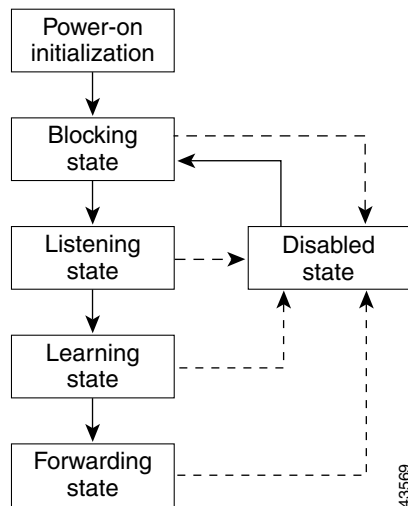 Power-on
initialization
Blocking
state
Listening
state
Disabled
state
Learning
state
Forwarding
state
43569